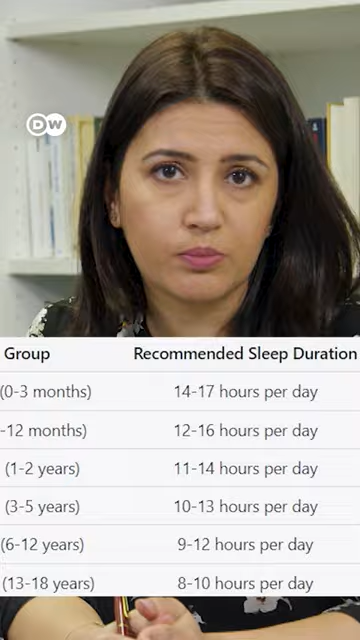 DW
Group Recommended Sleep Duration
(0-3 months) 14-17 hours per day
-12 months) 12-16 hours per day
(1-2 years) 11-14 hours per day
(3-5 years) 10-13 hours per day
(6-12 years) 9-12 hours per day
(13-18 years) 8-10 hours per day